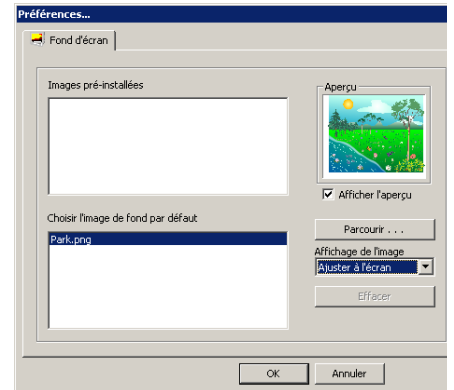 Préférences...
Fond d'écran
Images pré-installées
Aperçu
Afficher l'aperçu
Choisir l'image de fond par défaut
Park.png
Parcourir . . .
Affichage de l'image
Ajuster à l'écran
Effacer
OK
Annuler